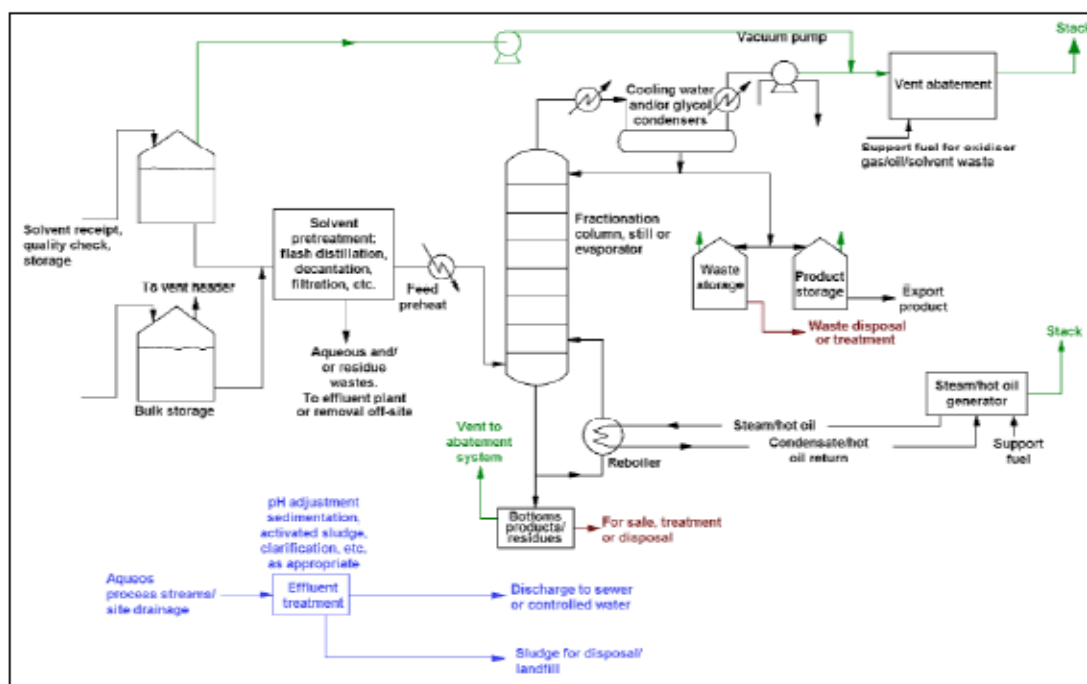 Stack
Vacuum pump
Cooling water
and/or glycol
condensers
Vent abatement
Support fuel for oxidiser
gas/oil/solvent waste
Solvent receipt,
quality check,
storage
Solvent
pretreatment:
flash distillation,
decantation,
filtration, etc.
Fractionation
column, still or
evaporator
To vent header
Feed
preheat
Waste
storage
Product
storage
Export
product
Waste disposal
or treatment
Stack
Aqueous and/
or residue
wastes.
To effluent plant
or removal off-site
Bulk storage
Steam/hot oil
generator
Steam/hot oil
Condensate/hot
oil return
Support
fuel
Vent to
abatement
system
Reboiler
Bottoms
products/
residues
For sale, treatment
or disposal
pH adjustment
sedimentation,
activated sludge,
clarification, etc.
as appropriate
Aqueos
process streams/
site drainage
Effluent
treatment
Discharge to sewer
or controlled water
Sludge for disposal/
landfill